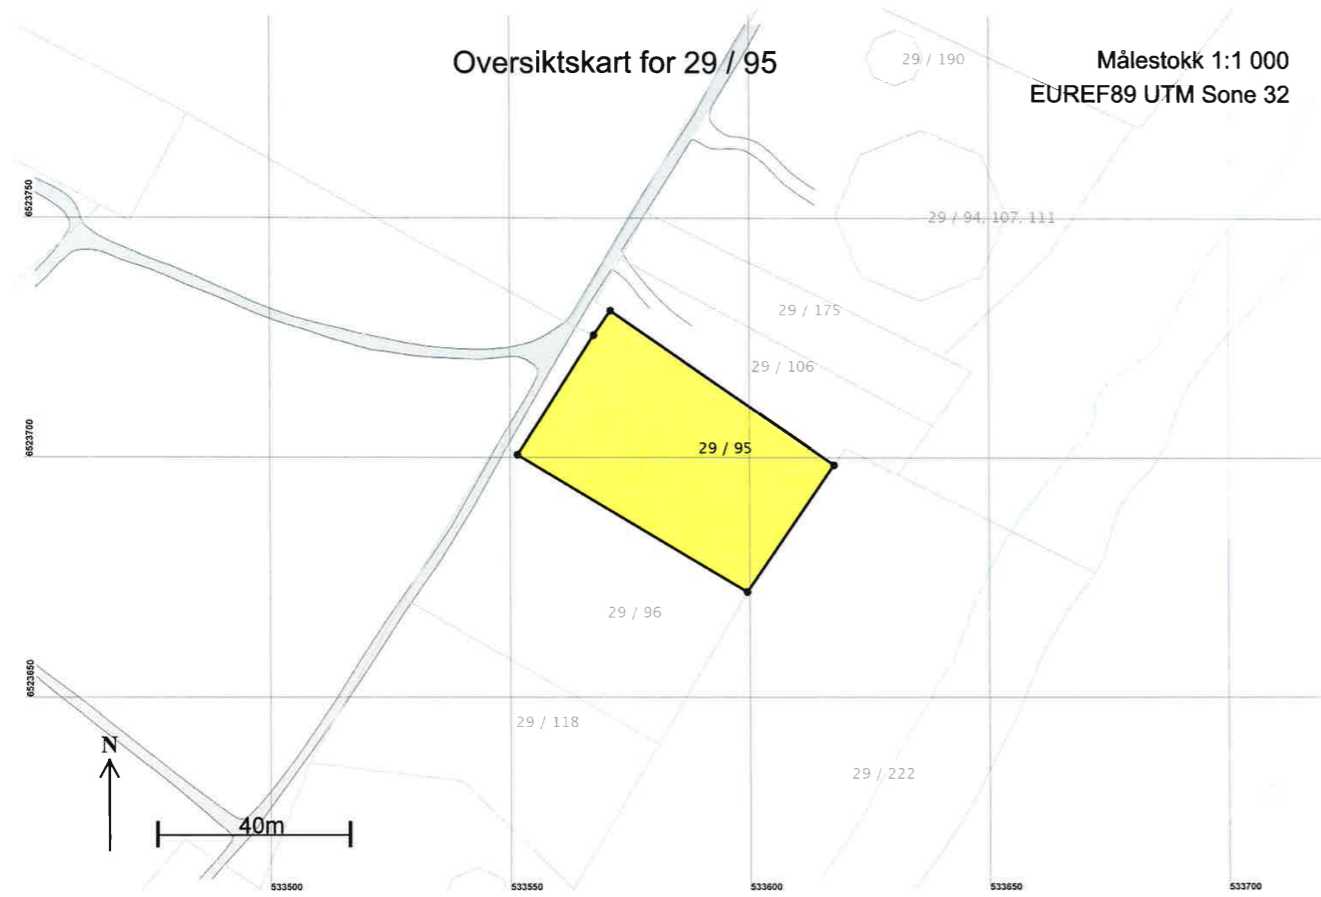 Oversiktskart for 29 / 95
Målestokk 1:1 000
EUREF89 UTM Sone 32
29 / 190
6523750
29 / 94, 107, 111
29 / 175
29 / 106
6523700
29 / 95
29 / 96
6523650
29 / 118
N
29 / 222
40m
533500
533550
533600
533650
533700